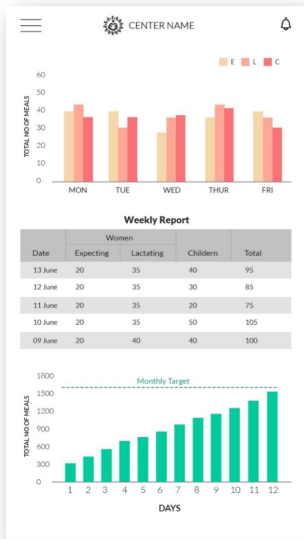 CENTER NAME
E L C
TOTAL NO OF MEALS
60
50
40
30
20
10
0
MON TUE WED THUR FRI
Weekly Report
Women
Date Expecting Lactating Childern Total
13 June 20 35 40 95
12 June 20 35 30 85
11 June 20 35 20 75
10 June 20 35 50 105
09 June 20 40 40 100
TOTAL NO OF MEALS
1800
Monthly Target
1500
1200
900
600
300
0
1 2 3 4 5 6 7 8 9 10 11 12
DAYS